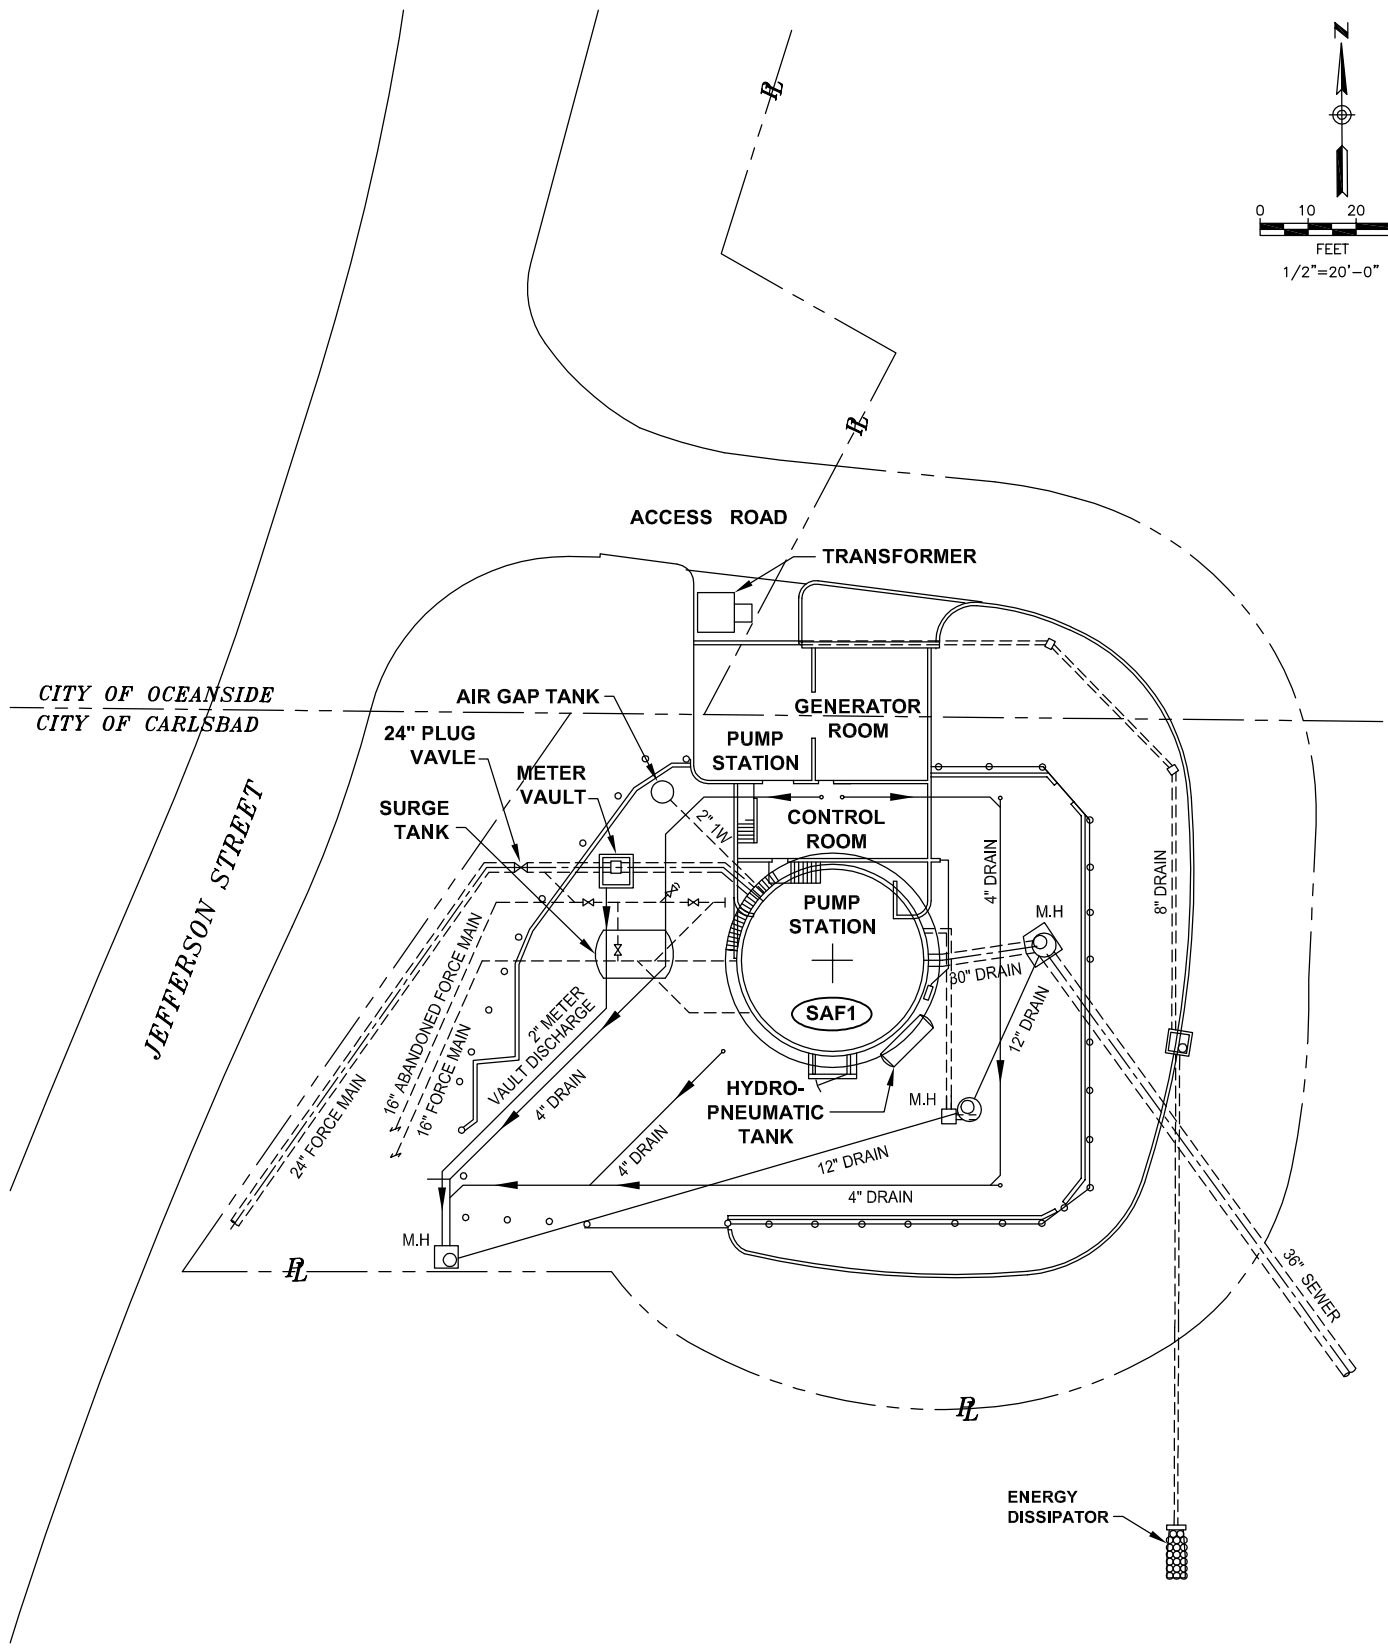 N
PL
0 10 20
FEET
1/2"=20'-0"
PL
ACCESS ROAD
TRANSFORMER
CITY OF OCEANSIDE
CITY OF CARLSBAD
AIR GAP TANK
24" PLUG
VAVLE
METER
VAULT
SURGE
TANK
GENERATOR
ROOM
PUMP
STATION
CONTROL
ROOM
2" 1W
PUMP
STATION
SAF1
4" DRAIN
8" DRAIN
M.H
30" DRAIN
12" DRAIN
JEFFERSON STREET
16" ABANDONED FORCE MAIN
16" FORCE MAIN
24" FORCE MAIN
2" METER
VAULT DISCHARGE
4" DRAIN
HYDRO-
PNEUMATIC
TANK
M.H
4" DRAIN
12" DRAIN
4" DRAIN
M.H
PL
36" SEWER
PL
ENERGY
DISSIPATOR